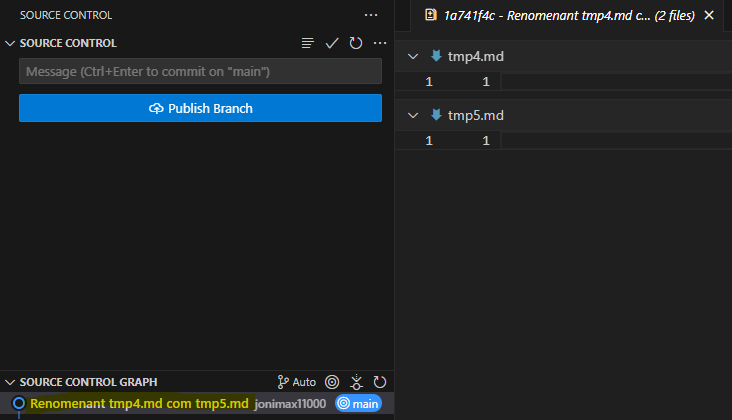 SOURCE CONTROL
SOURCE CONTROL
Message (Ctrl+Enter to commit on "main")
Publish Branch
SOURCE CONTROL GRAPH
Auto
Renomenant tmp4.md com tmp5.md jonimax11000 main
1a741f4c - Renomenant tmp4.md c... (2 files)
tmp4.md
1 1
tmp5.md
1 1